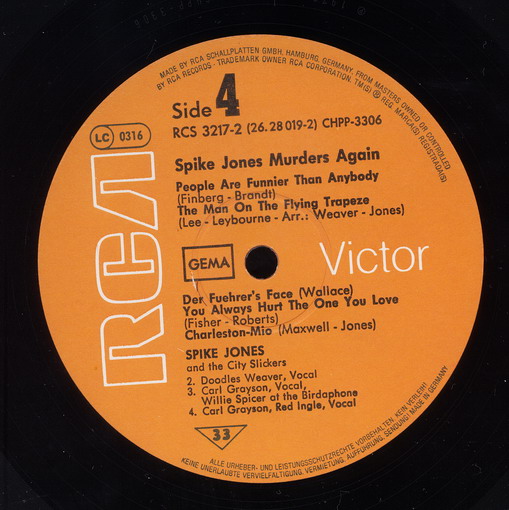 MADE BY RCA SCHALLPLATTEN GMBH, HAMBURG, GERMANY, FROM MASTERS OWNED OR CONTROLLED
BY RCA RECORDS - TRADEMARK OWNER RCA CORPORATION. TM(S) ® REG. MARCA(S) REGISTRADA(S)
Side 4
RCS 3217-2 (26.28 019-2) CHPP-3306
LC 0316
Spike Jones Murders Again
People Are Funnier Than Anybody
(Finberg - Brandt)
The Man On The Flying Trapeze
(Lee - Leybourne - Arr.: Weaver - Jones)
RCA
GEMA
Victor
Der Fuehrer's Face (Wallace)
You Always Hurt The One You Love
(Fisher - Roberts)
Charleston-Mio (Maxwell - Jones)
SPIKE JONES
and the City Slickers
2. Doodles Weaver, Vocal
3. Carl Grayson, Vocal,
Willie Spicer at the Birdaphone
4. Carl Grayson, Red Ingle, Vocal
33
ALLE URHEBER- UND LEISTUNGSSCHUTZRECHTE VORBEHALTEN. KEIN VERLEIH!
KEINE UNERLAUBTE VERVIELFÄLTIGUNG, VERMIETUNG, AUFFÜHRUNG, SENDUNG! MADE IN GERMANY